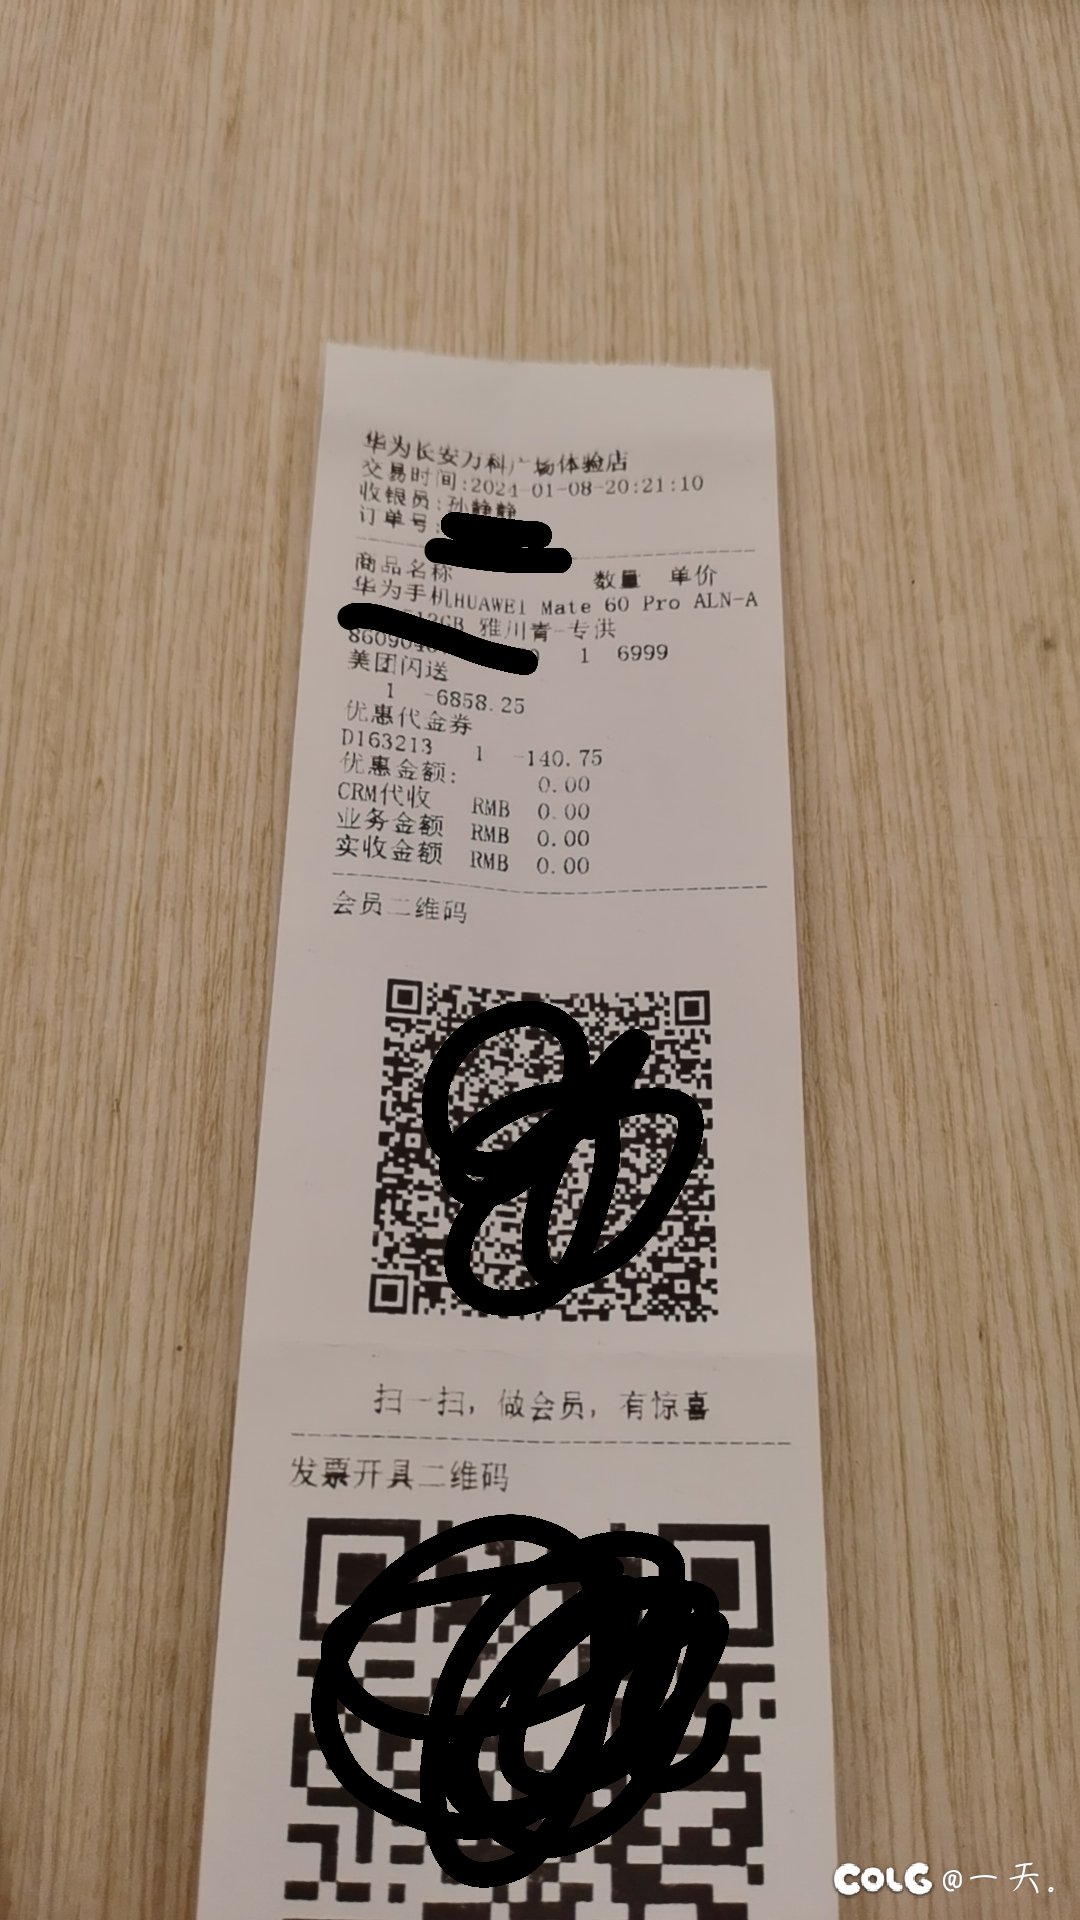 华为长安万科广场体验店
交易时间:2024-01-08-20:21:10
收银员:孙静静
订单号:
商品名称 数量 单价
华为手机HUAWEI Mate 60 Pro ALN-A
512GB 雅川青-专供
1 6999
美团闪送
1 -6858.25
优惠代金券
D163213 1 -140.75
优惠金额: 0.00
CRM代收 RMB 0.00
业务金额 RMB 0.00
实收金额 RMB 0.00
会员二维码
扫一扫, 做会员, 有惊喜
发票开具二维码
COLG @一天.